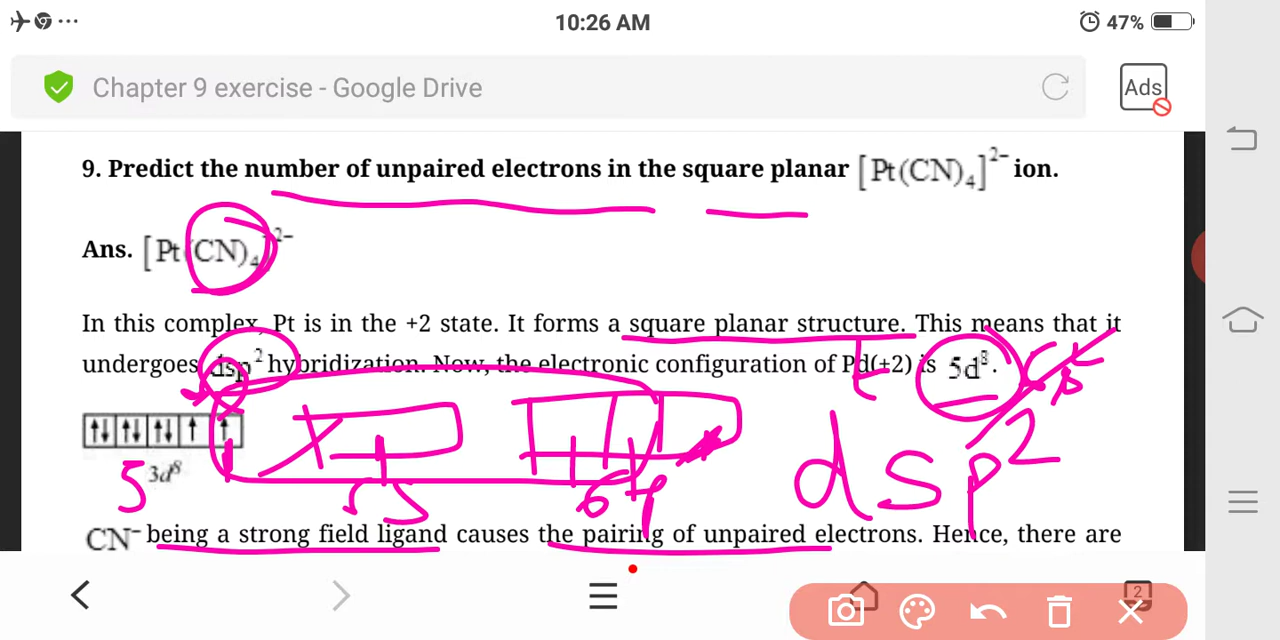 10:26 AM
47%
Chapter 9 exercise - Google Drive
Ads
9. Predict the number of unpaired electrons in the square planar [Pt(CN)₄]²⁻ ion.
Ans. [Pt(CN)₄]²⁻
In this complex, Pt is in the +2 state. It forms a square planar structure. This means that it
undergoes dsp² hybridization. Now, the electronic configuration of Pd(+2) is 5d⁸.
t
5 3d⁸
6p
dsp²
CN⁻ being a strong field ligand causes the pairing of unpaired electrons. Hence, there are
2